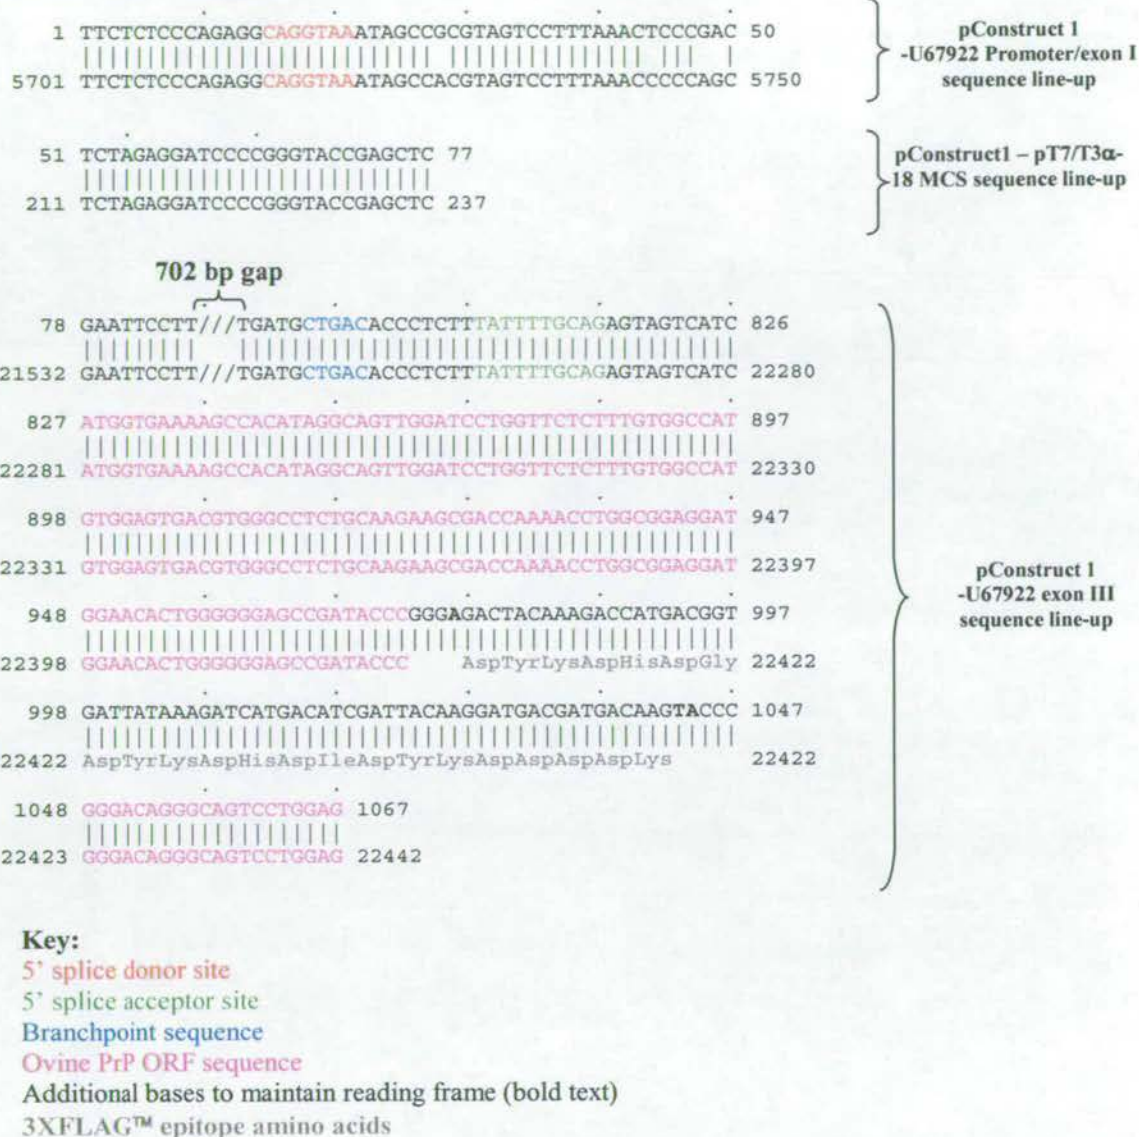 1 TTCTCTCCCAGAGGCAGGTAAATAGCCGCGTAGTCCTTTAAACTCCCGAC 50
5701 TTCTCTCCCAGAGGCAGGTAAATAGCCACGTAGTCCTTTAAACCCCCAGC 5750
pConstruct 1
-U67922 Promoter/exon I
sequence line-up
51 TCTAGAGGATCCCCGGGTACCGAGCTC 77
211 TCTAGAGGATCCCCGGGTACCGAGCTC 237
pConstruct1 – pT7/T3α-
18 MCS sequence line-up
702 bp gap
78 GAATTCCTT///TGATGCTGACACCCTCTTTATTTTGCAGAGTAGTCATC 826
21532 GAATTCCTT///TGATGCTGACACCCTCTTTATTTTGCAGAGTAGTCATC 22280
827 ATGGTGAAAAGCCACATAGGCAGTTGGATCCTGGTTCTCTTTGTGGCCAT 897
22281 ATGGTGAAAAGCCACATAGGCAGTTGGATCCTGGTTCTCTTTGTGGCCAT 22330
898 GTGGAGTGACGTGGGCCTCTGCAAGAAGCGACCAAAACCTGGCGGAGGAT 947
22331 GTGGAGTGACGTGGGCCTCTGCAAGAAGCGACCAAAACCTGGCGGAGGAT 22397
948 GGAACACTGGGGGGAGCCGATACCCGGGAGACTACAAAGACCATGACGGT 997
22398 GGAACACTGGGGGGAGCCGATACCC AspTyrLysAspHisAspGly 22422
998 GATTATAAAGATCATGACATCGATTACAAGGATGACGATGACAAGTACCC 1047
22422 AspTyrLysAspHisAspIleAspTyrLysAspAspAspAspLys 22422
1048 GGGACAGGGCAGTCCTGGAG 1067
22423 GGGACAGGGCAGTCCTGGAG 22442
pConstruct 1
-U67922 exon III
sequence line-up
Key:
5' splice donor site
5' splice acceptor site
Branchpoint sequence
Ovine PrP ORF sequence
Additional bases to maintain reading frame (bold text)
3XFLAG™ epitope amino acids